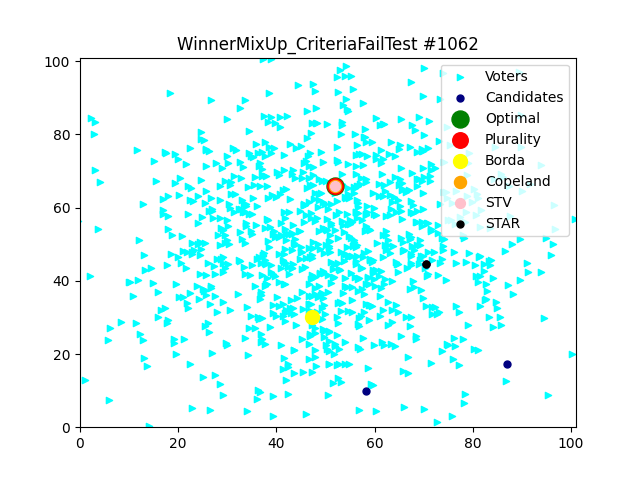 WinnerMixUp_CriteriaFailTest #1062
100
80
60
40
20
0
0
20
40
60
80
100
Voters
Candidates
Optimal
Plurality
Borda
Copeland
STV
STAR